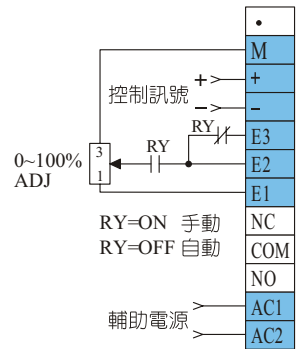 •
M
+
+
控制訊號
−
−
RY
E3
RY
0~100%
ADJ
3
1
E2
E1
RY=ON 手動
NC
RY=OFF 自動
COM
NO
AC1
輔助電源
AC2